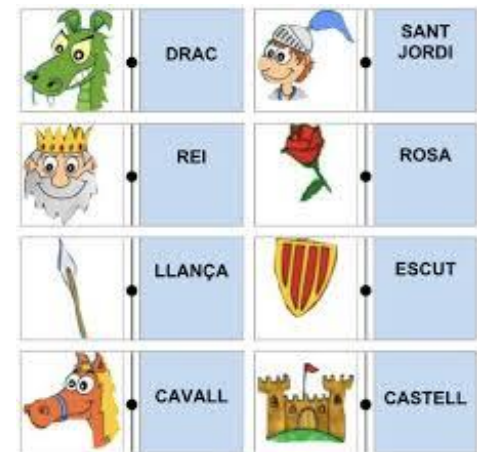 DRAC
SANT
JORDI
REI
ROSA
LLANÇA
ESCUT
CAVALL
CASTELL